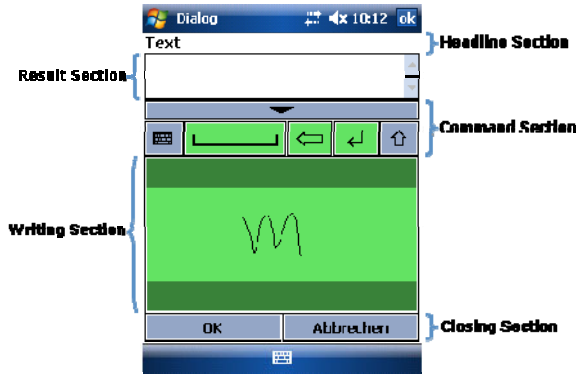 Dialog 10:12 ok
Text
Headline Section
Result Section
Command Section
Writing Section
OK Abbrechen
Closing Section